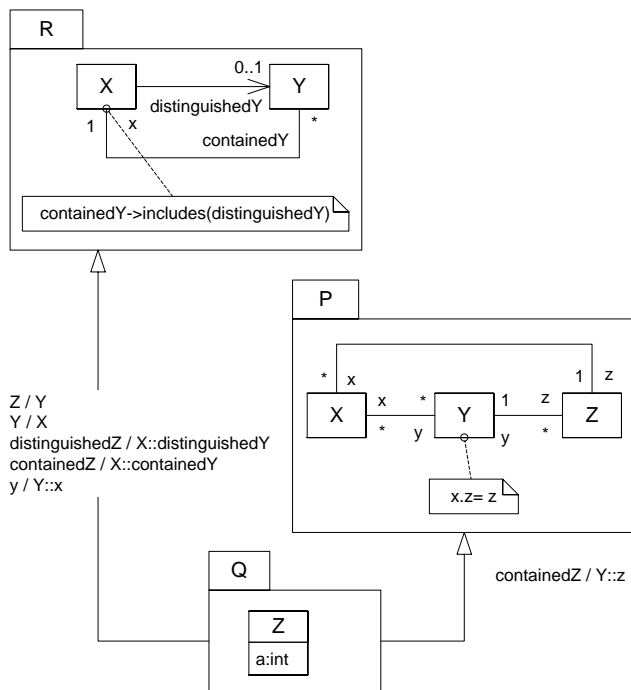 R
X
0..1
Y
distinguishedY
1
x
containedY
*
containedY->includes(distinguishedY)
P
* x
1 z
X
x
*
*
y
Y
1
y
z
*
Z
x.z= z
Z / Y
Y / X
distinguishedZ / X::distinguishedY
containedZ / X::containedY
y / Y::x
containedZ / Y::z
Q
Z
a:int